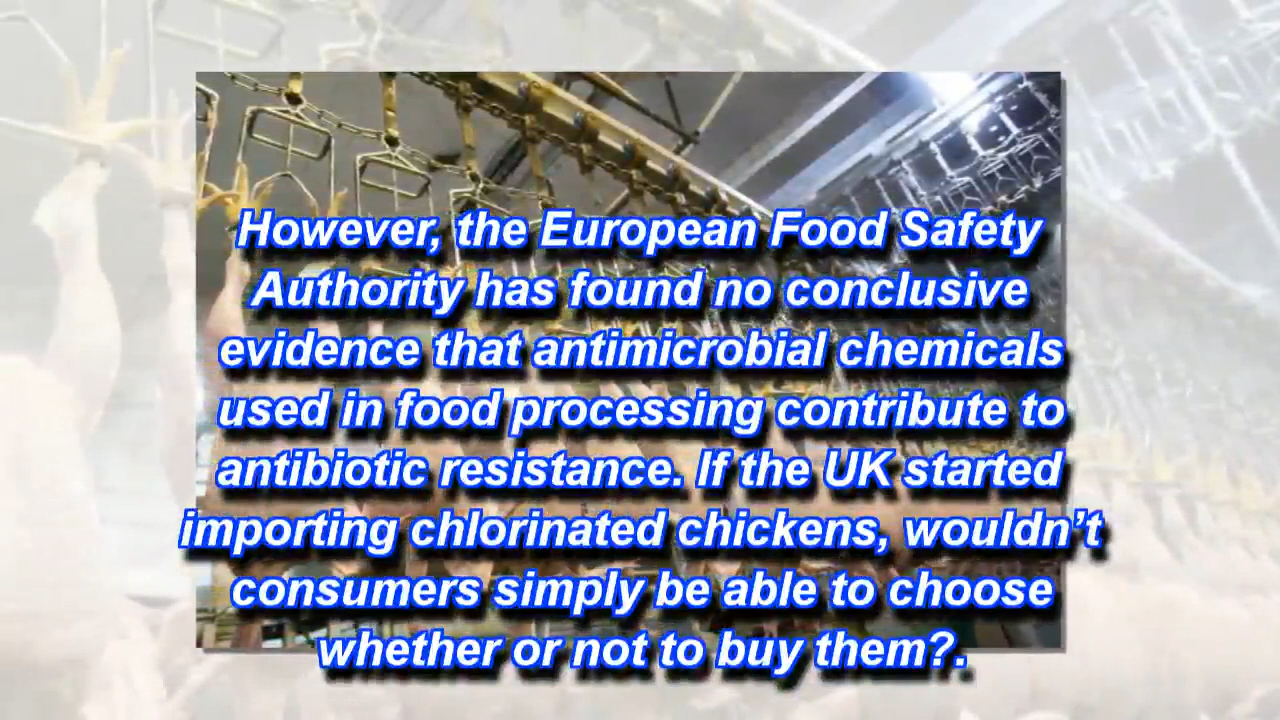 However, the European Food Safety
Authority has found no conclusive
evidence that antimicrobial chemicals
used in food processing contribute to
antibiotic resistance. If the UK started
importing chlorinated chickens, wouldn’t
consumers simply be able to choose
whether or not to buy them?.